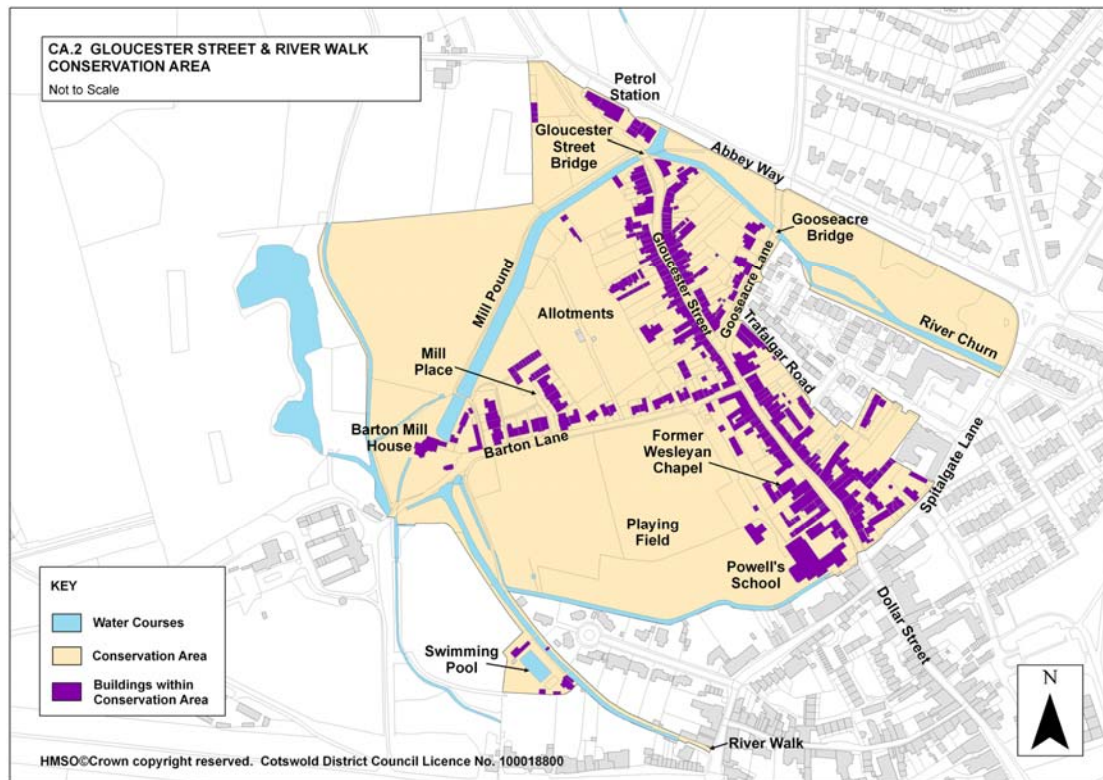 CA.2 GLOUCESTER STREET & RIVER WALK
CONSERVATION AREA
Not to Scale
Petrol
Station
Gloucester
Street
Bridge
Abbey Way
Gooseacre
Bridge
Mill Pound
Gloucester Street
Gooseacre Lane
Allotments
Trafalgar Road
River Churn
Mill
Place
Barton Mill
House
Barton Lane
Former
Wesleyan
Chapel
Spitalgate Lane
Playing
Field
Powell's
School
Dollar Street
KEY
Water Courses
Conservation Area
Buildings within
Conservation Area
Swimming
Pool
River Walk
N
HMSO©Crown copyright reserved. Cotswold District Council Licence No. 100018800